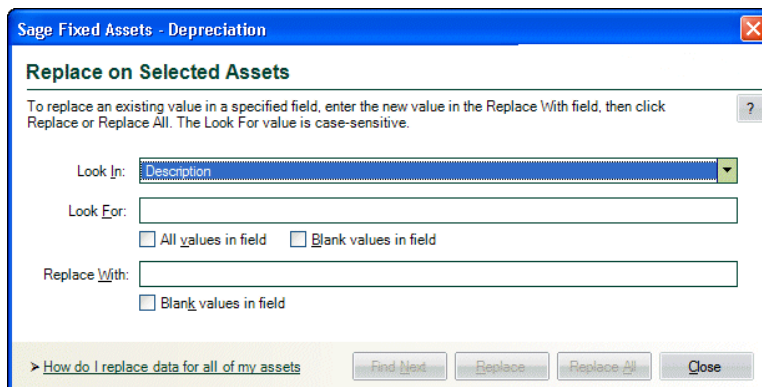 Sage Fixed Assets - Depreciation
Replace on Selected Assets
To replace an existing value in a specified field, enter the new value in the Replace With field, then click
Replace or Replace All. The Look For value is case-sensitive.
?
Look In: Description
Look For:
All values in field Blank values in field
Replace With:
Blank values in field
➤ How do I replace data for all of my assets Find Next Replace Replace All Close